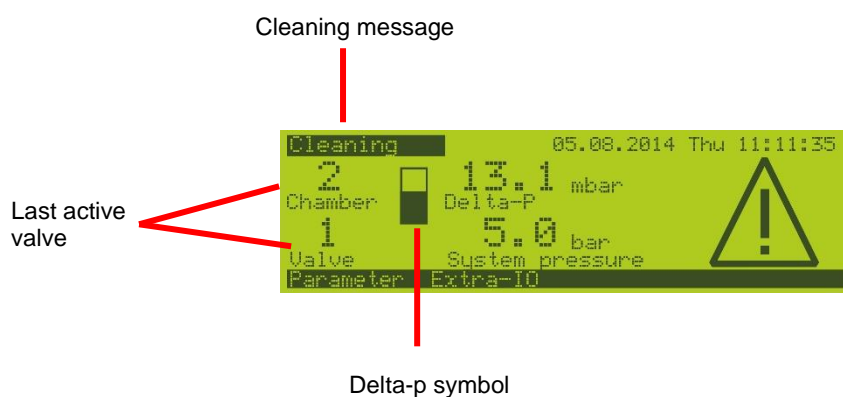 Cleaning message
Cleaning 05.08.2014 Thu 11:11:35
2 13.1 mbar
Chamber Delta-P
Last active
valve
1 5.0 bar
Valve System pressure
Parameter Extra-IO
Delta-p symbol